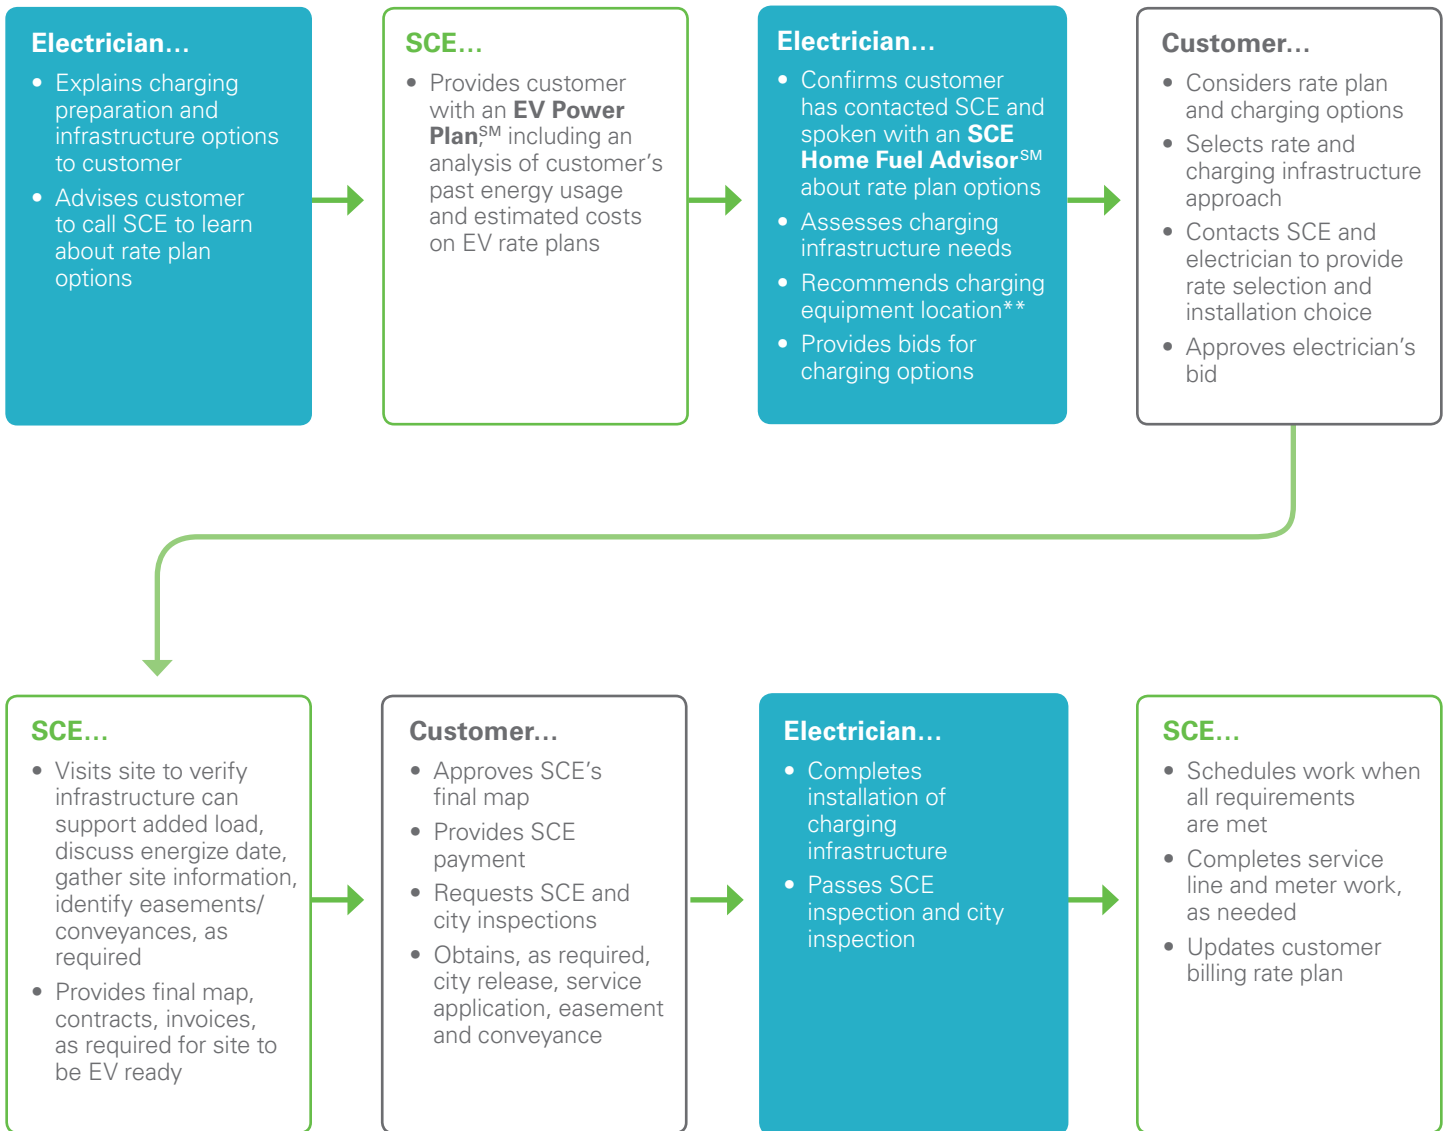 Electrician…
• Explains charging
preparation and
infrastructure options
to customer
• Advises customer
to call SCE to learn
about rate plan
options
SCE…
• Provides customer
with an EV Power
Plan,℠ including an
analysis of customer’s
past energy usage
and estimated costs
on EV rate plans
Electrician…
• Confirms customer
has contacted SCE and
spoken with an SCE
Home Fuel Advisor℠
about rate plan options
• Assesses charging
infrastructure needs
• Recommends charging
equipment location**
• Provides bids for
charging options
Customer…
• Considers rate plan
and charging options
• Selects rate and
charging infrastructure
approach
• Contacts SCE and
electrician to provide
rate selection and
installation choice
• Approves electrician’s
bid
SCE…
• Visits site to verify
infrastructure can
support added load,
discuss energize date,
gather site information,
identify easements/
conveyances, as
required
• Provides final map,
contracts, invoices,
as required for site to
be EV ready
Customer…
• Approves SCE’s
final map
• Provides SCE
payment
• Requests SCE and
city inspections
• Obtains, as required,
city release, service
application, easement
and conveyance
Electrician…
• Completes
installation of
charging
infrastructure
• Passes SCE
inspection and city
inspection
SCE…
• Schedules work when
all requirements
are met
• Completes service
line and meter work,
as needed
• Updates customer
billing rate plan